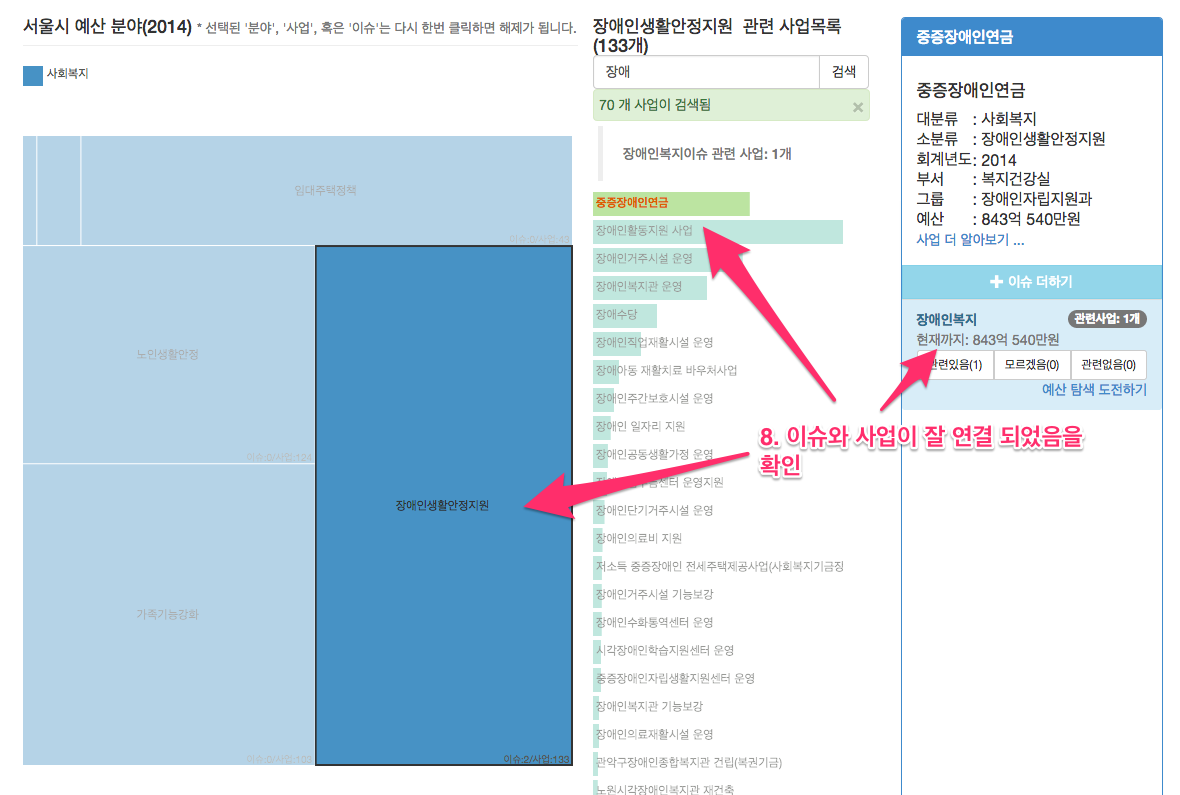 서울시 예산 분야(2014) * 선택된 '분야', '사업', 혹은 '이슈'는 다시 한번 클릭하면 해제가 됩니다.
사회복지
임대주택정책
이슈:0/사업:43
노인생활안정
이슈:0/사업:124
장애인생활안정지원
가족기능강화
이슈:0/사업:103
이슈:2/사업:133
장애인생활안정지원 관련 사업목록
(133개)
장애
검색
70 개 사업이 검색됨
×
장애인복지이슈 관련 사업: 1개
중증장애인연금
장애인활동지원 사업
장애인거주시설 운영
장애인복지관 운영
장애수당
장애인직업재활시설 운영
장애아동 재활치료 바우처사업
장애인주간보호시설 운영
장애인 일자리 지원
장애인공동생활가정 운영
센터 운영지원
장애인단기거주시설 운영
장애인의료비 지원
저소득 중증장애인 전세주택제공사업(사회복지기금장
장애인거주시설 기능보강
장애인수화통역센터 운영
시각장애인학습지원센터 운영
중증장애인자립생활지원센터 운영
장애인복지관 기능보강
장애인의료재활시설 운영
관악구장애인종합복지관 건립(복권기금)
노원시각장애인복지관 재건축
중증장애인연금
중증장애인연금
대분류 : 사회복지
소분류 : 장애인생활안정지원
회계년도 : 2014
부서 : 복지건강실
그룹 : 장애인자립지원과
예산 : 843억 540만원
사업 더 알아보기 ...
+ 이슈 더하기
장애인복지 관련사업: 1개
현재까지: 843억 540만원
관련있음(1) 모르겠음(0) 관련없음(0)
예산 탐색 도전하기
8. 이슈와 사업이 잘 연결 되었음을
확인